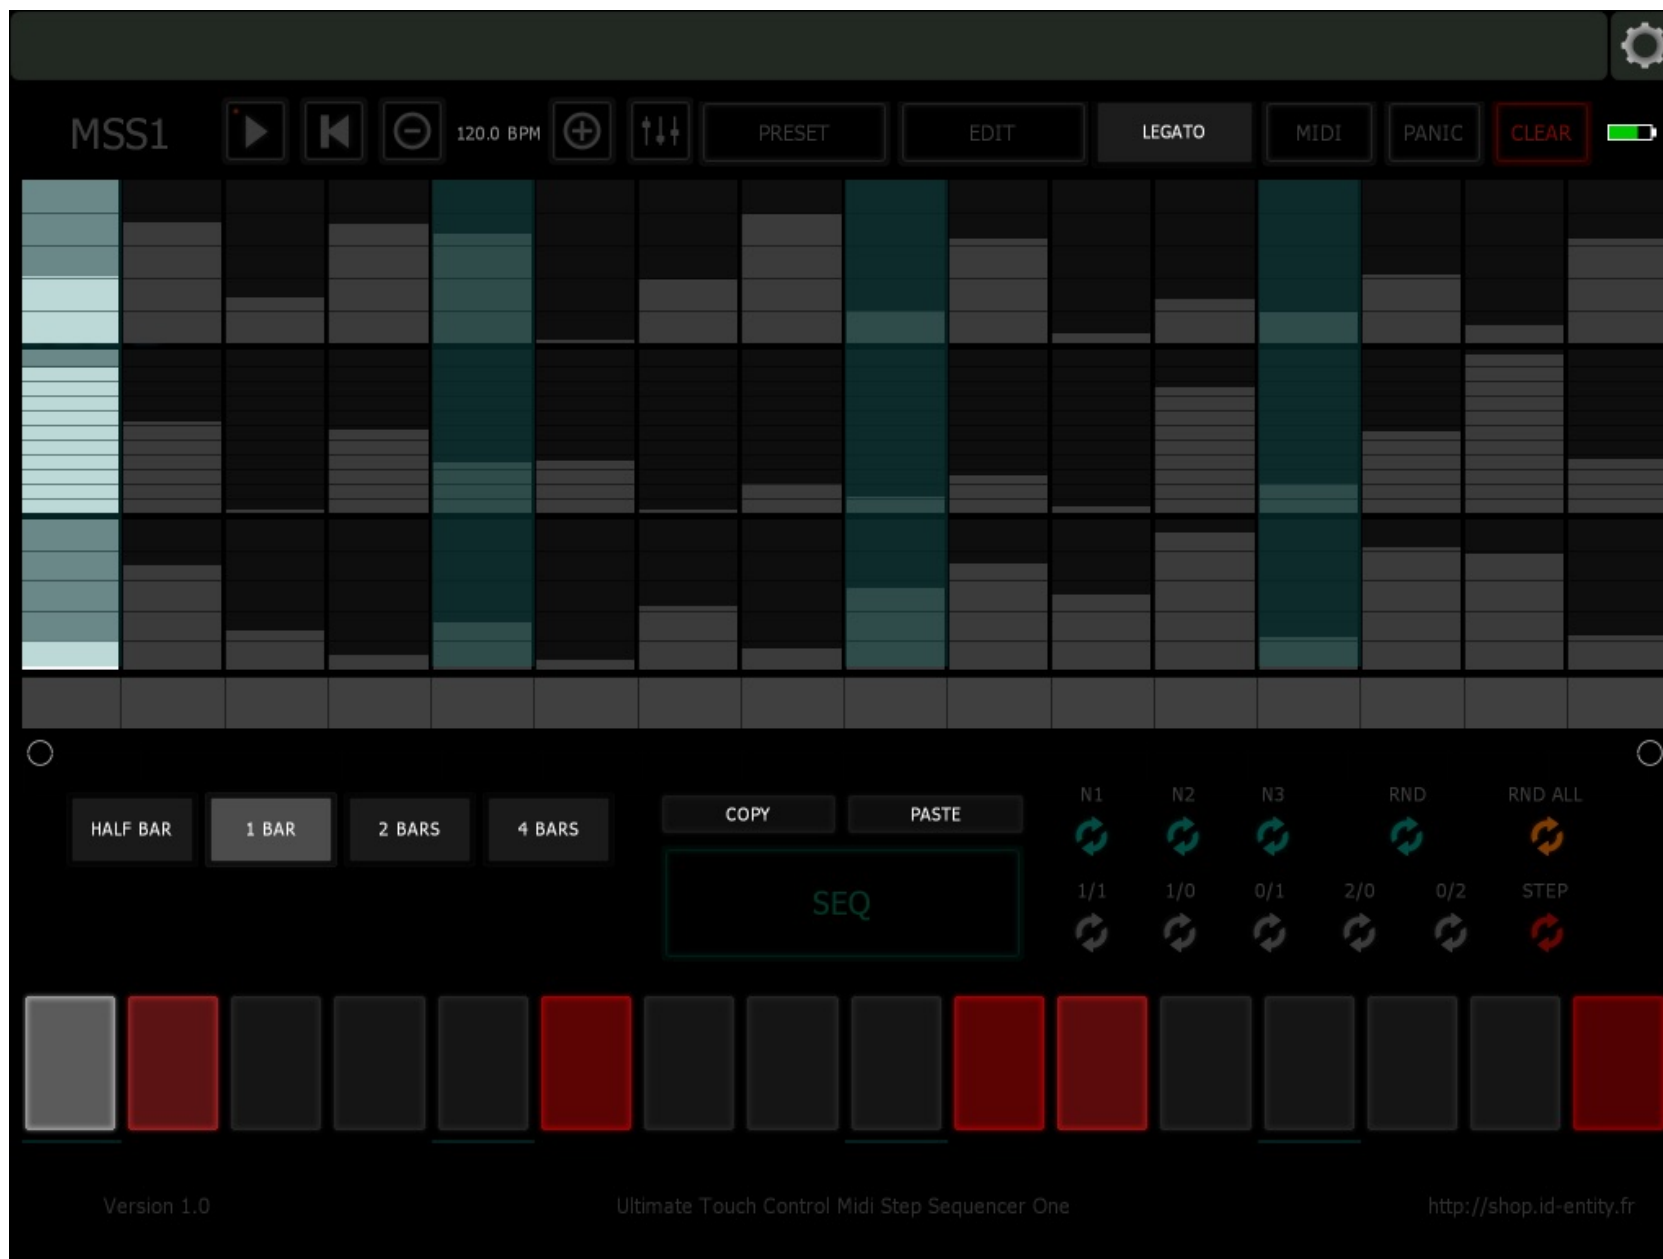 MSS1 120.0 BPM PRESET EDIT LEGATO MIDI PANIC CLEAR
HALF BAR 1 BAR 2 BARS 4 BARS
COPY PASTE
SEQ
N1 N2 N3 RND RND ALL
1/1 1/0 0/1 2/0 0/2 STEP
Version 1.0 Ultimate Touch Control Midi Step Sequencer One http://shop.id-entity.fr